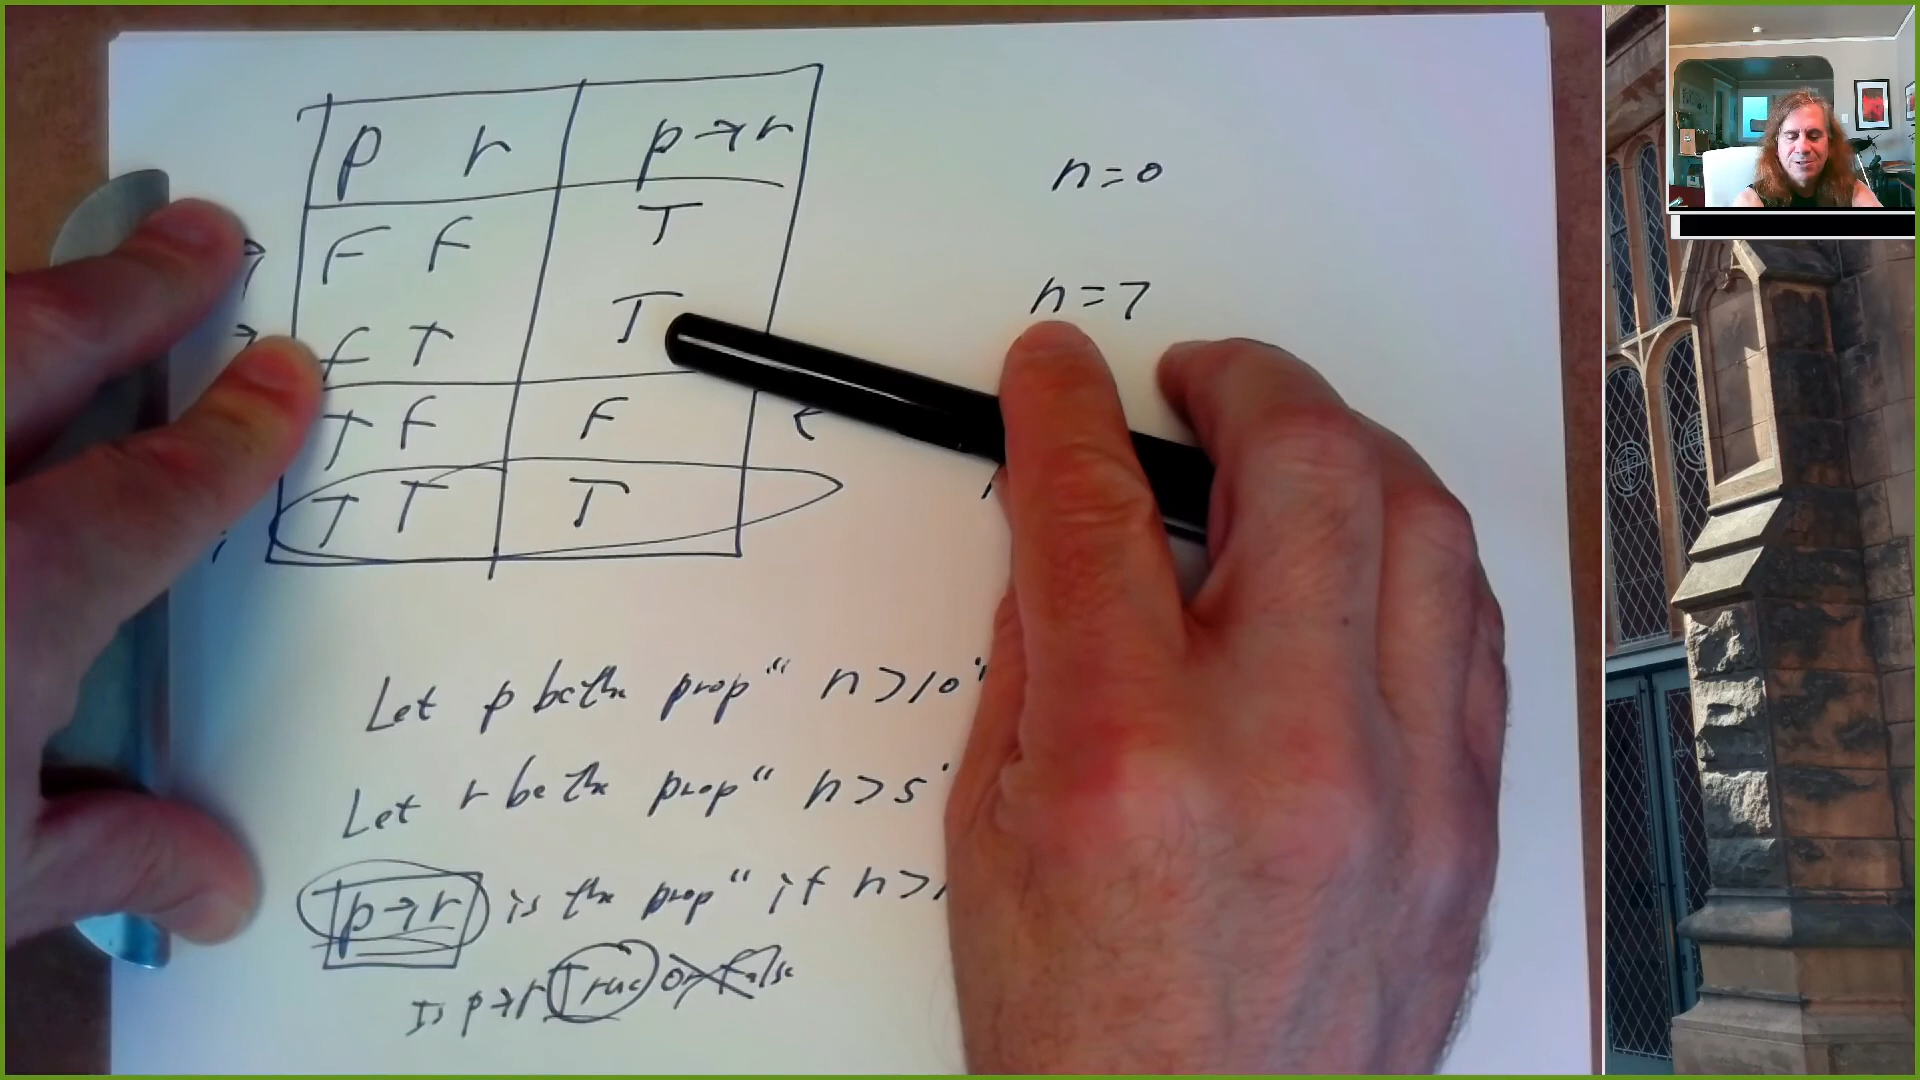 p r p→r
F F T n=0
F T T n=7
T F F
T T T
Let p be the prop " n>10"
Let r be the prop " n>5"
p→r is the prop " if n>
Is p→r True or False